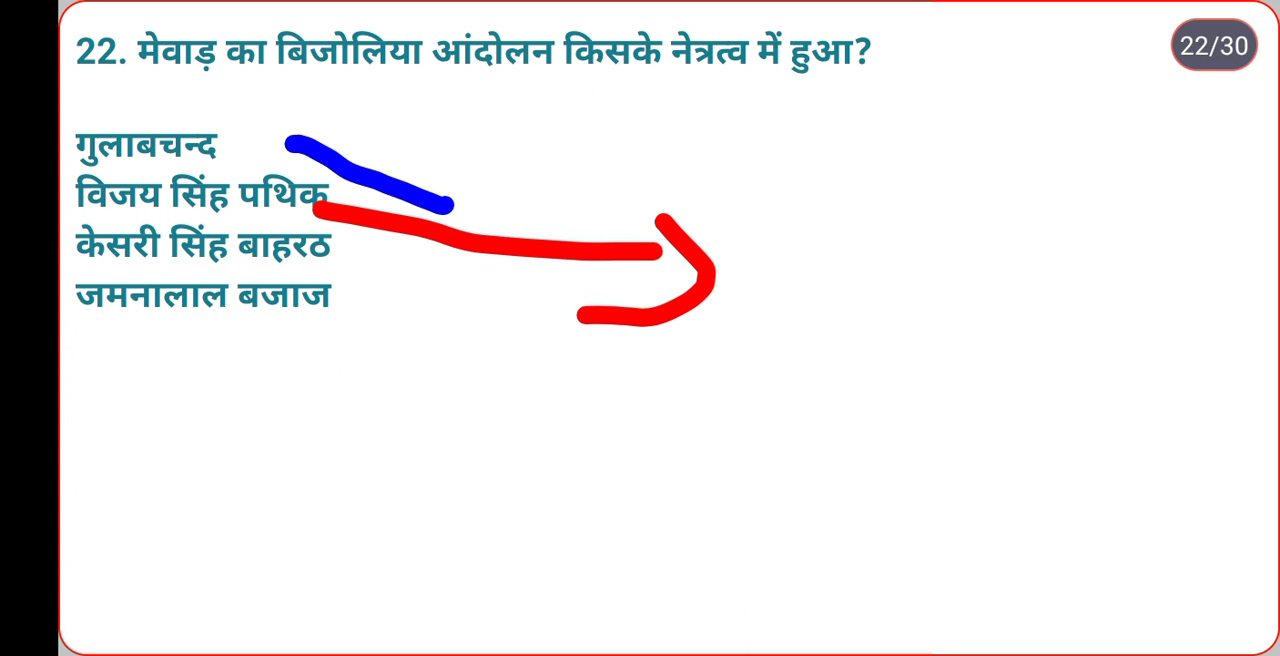 22. मेवाड़ का बिजोलिया आंदोलन किसके नेत्रत्व में हुआ?
22/30
गुलाबचन्द
विजय सिंह पथिक
केसरी सिंह बाहरठ
जमनालाल बजाज